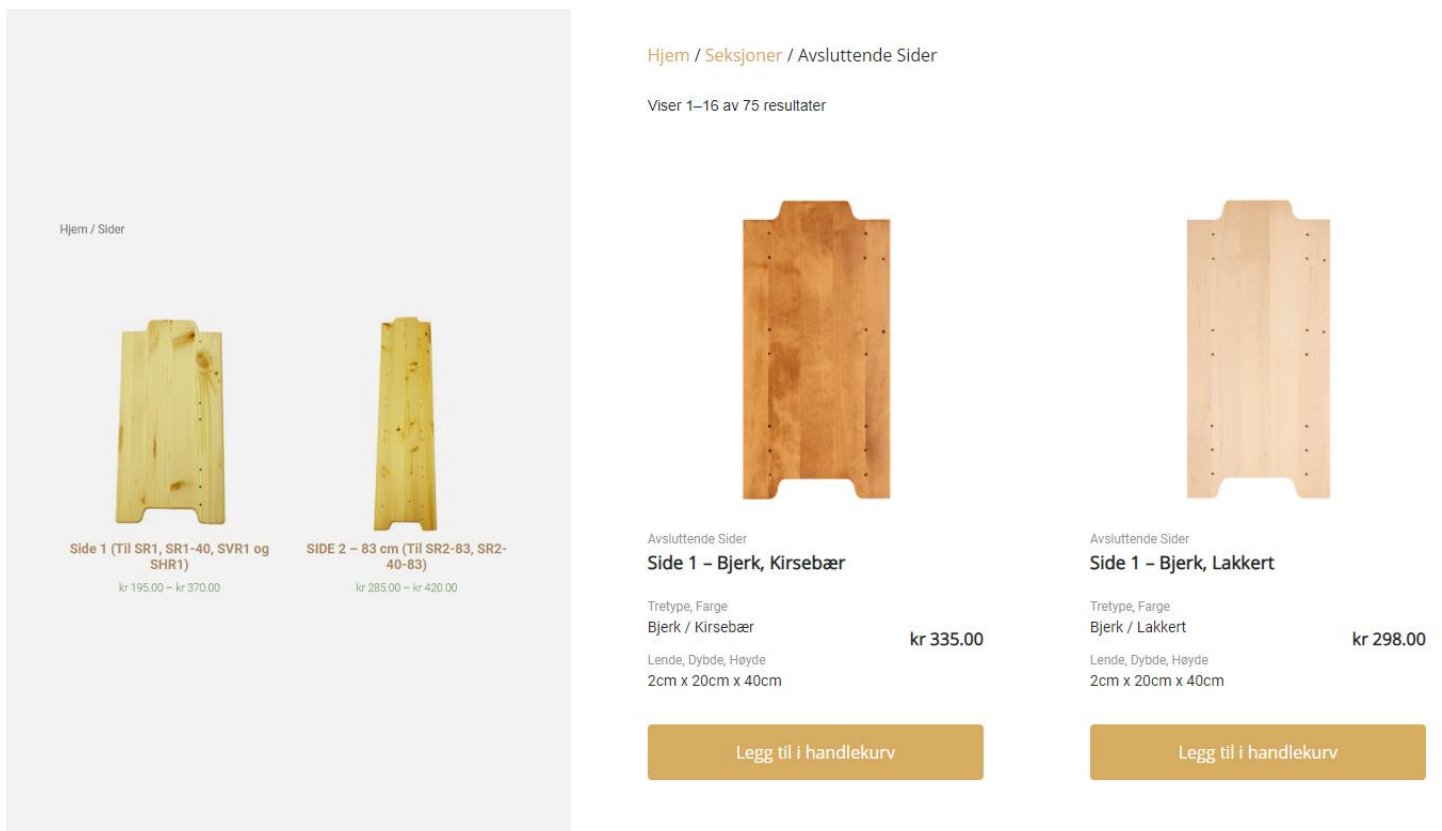 Hjem / Sider
Side 1 (Til SR1, SR1-40, SVR1 og
SHR1)
kr 195.00 – kr 370.00
SIDE 2 – 83 cm (Til SR2-83, SR2-
40-83)
kr 285.00 – kr 420.00
Hjem / Seksjoner / Avsluttende Sider
Viser 1–16 av 75 resultater
Avsluttende Sider
Side 1 – Bjerk, Kirsebær
Tretype, Farge
Bjerk / Kirsebær
kr 335.00
Lende, Dybde, Høyde
2cm x 20cm x 40cm
Legg til i handlekurv
Avsluttende Sider
Side 1 – Bjerk, Lakkert
Tretype, Farge
Bjerk / Lakkert
kr 298.00
Lende, Dybde, Høyde
2cm x 20cm x 40cm
Legg til i handlekurv